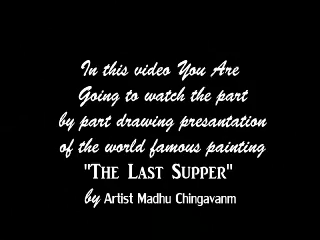 In this video You Are
Going to watch the part
by part drawing presantation
of the world famous painting
"The Last Supper"
by Artist Madhu Chingavanm